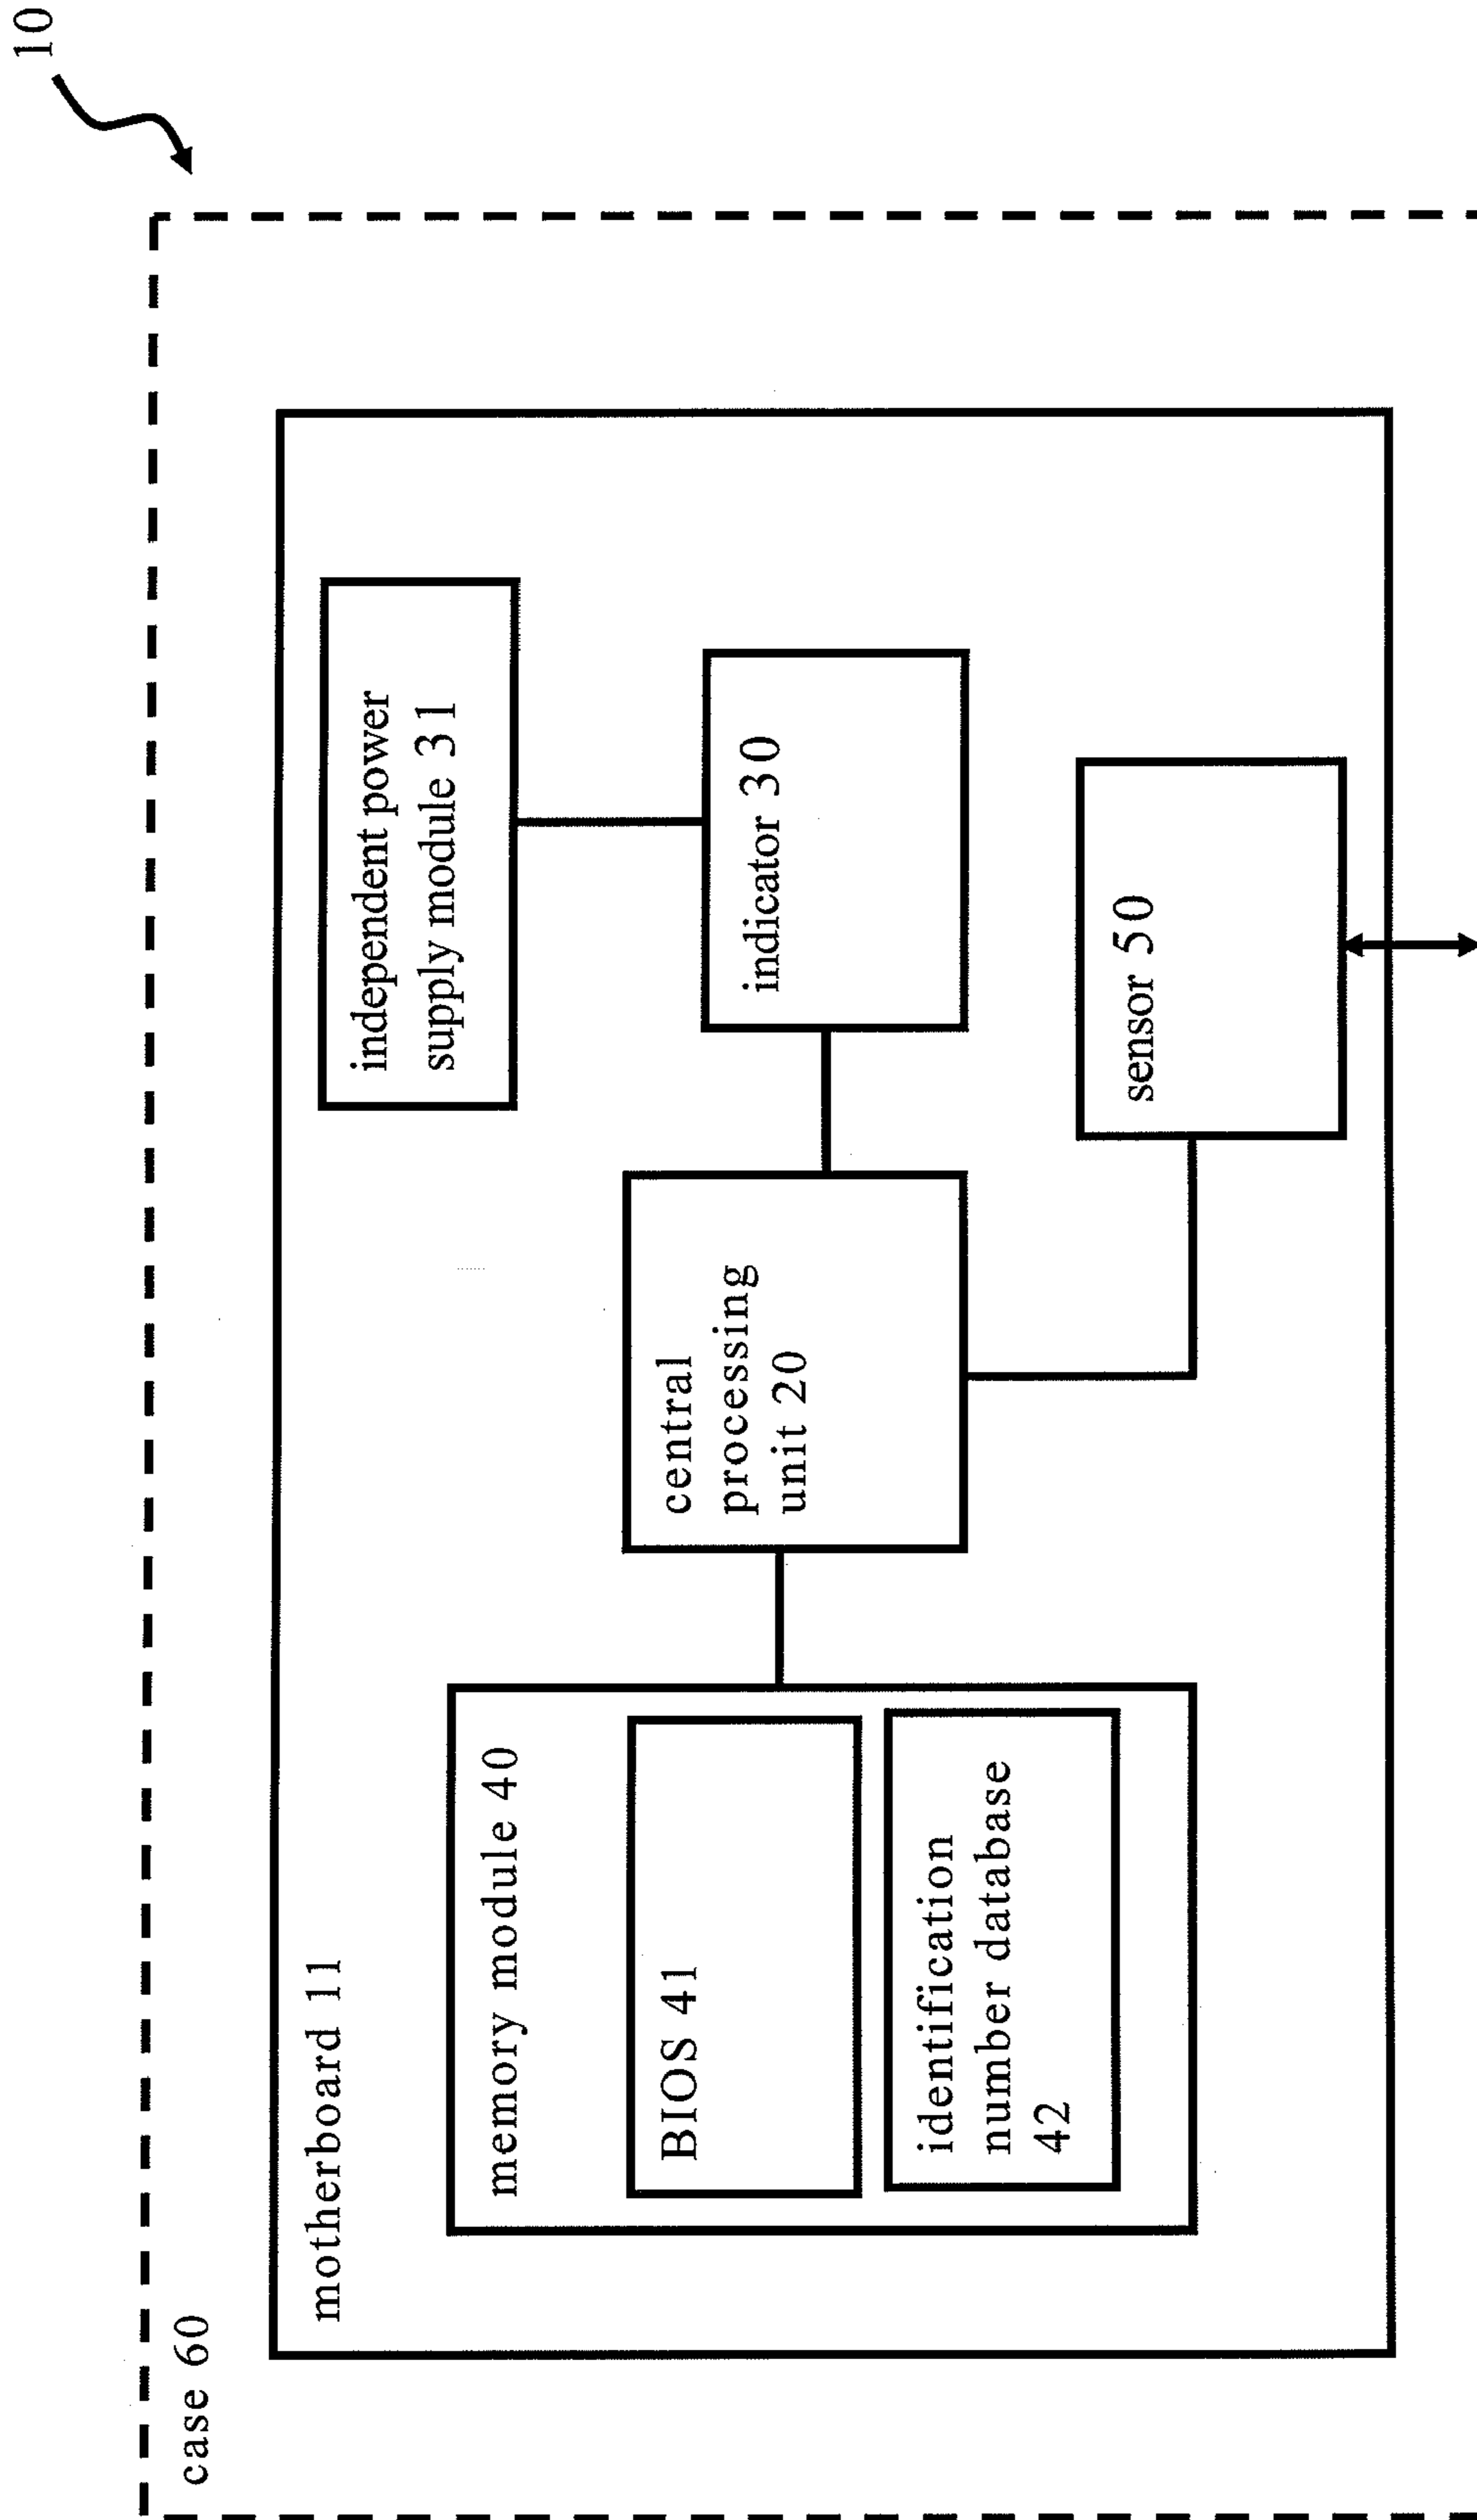 10
case 60
motherboard 11
memory module 40
BIOS 41
identification
number database
42
central
processing
unit 20
independent power
supply module 31
indicator 30
sensor 50